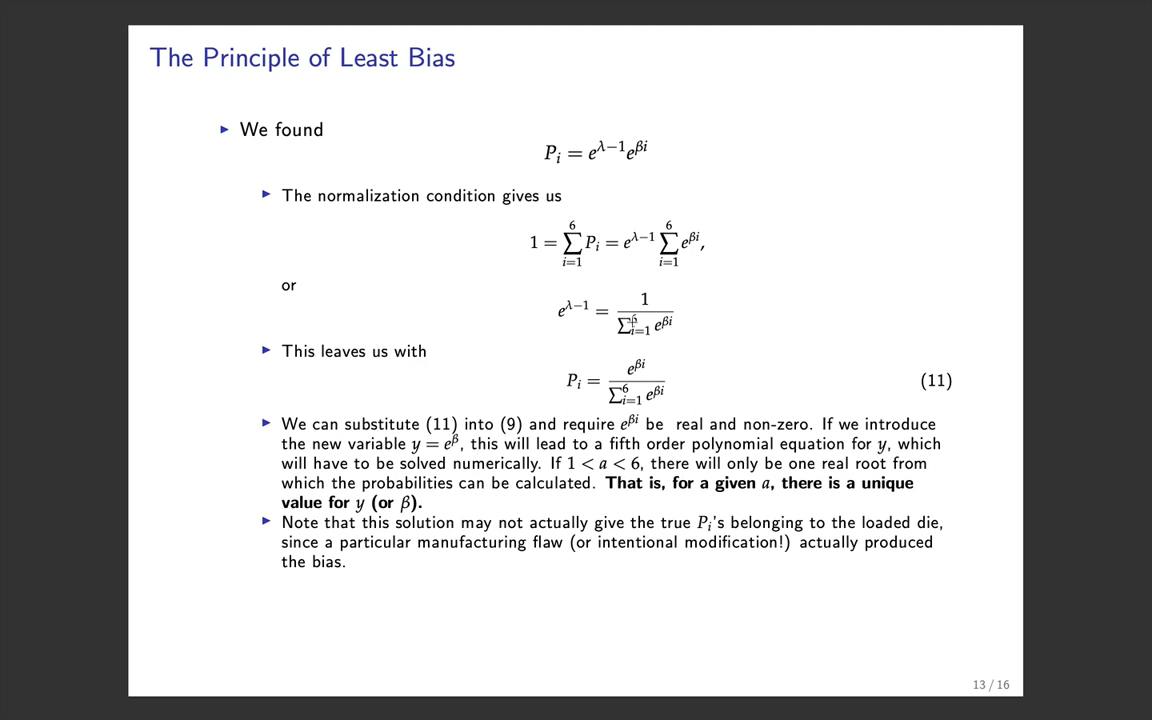 The Principle of Least Bias
▶ We found
P_i = e^{λ−1}e^{βi}
▶ The normalization condition gives us
1 = ∑_{i=1}^{6} P_i = e^{λ−1} ∑_{i=1}^{6} e^{βi},
or
e^{λ−1} = 1 / ∑_{i=1}^{6} e^{βi}
▶ This leaves us with
P_i = e^{βi} / ∑_{i=1}^{6} e^{βi} (11)
▶ We can substitute (11) into (9) and require e^{βi} be real and non-zero. If we introduce
the new variable y = e^β, this will lead to a fifth order polynomial equation for y, which
will have to be solved numerically. If 1 < a < 6, there will only be one real root from
which the probabilities can be calculated. That is, for a given a, there is a unique
value for y (or β).
▶ Note that this solution may not actually give the true P_i's belonging to the loaded die,
since a particular manufacturing flaw (or intentional modification!) actually produced
the bias.
13 / 16